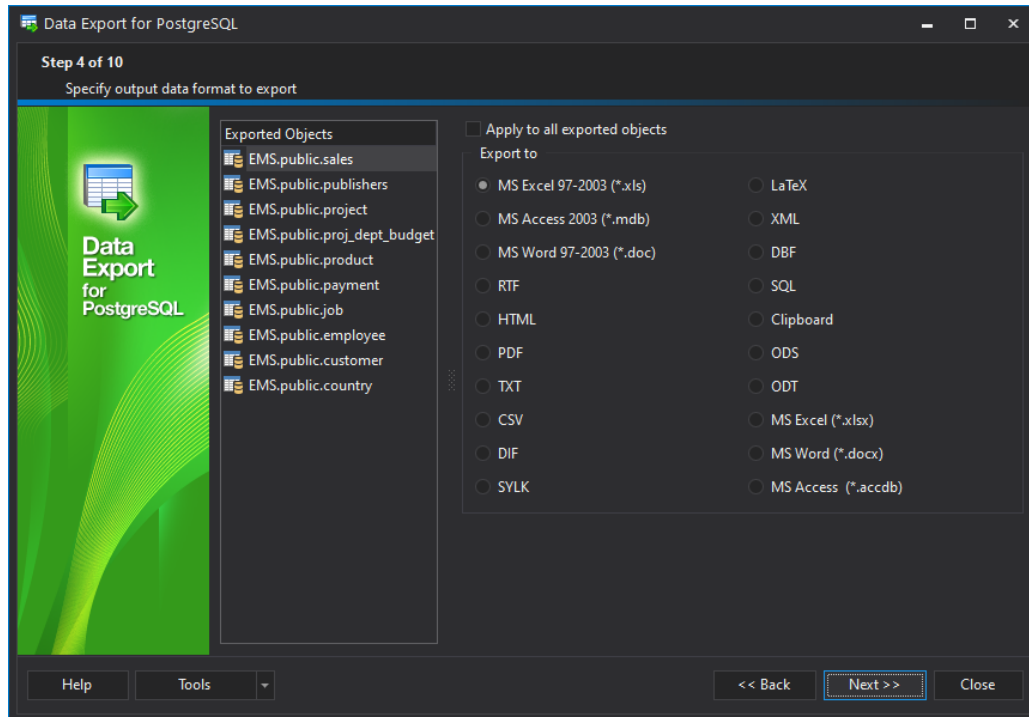 Data Export for PostgreSQL
Step 4 of 10
Specify output data format to export
Data
Export
for
PostgreSQL
Exported Objects
EMS.public.sales
EMS.public.publishers
EMS.public.project
EMS.public.proj_dept_budget
EMS.public.product
EMS.public.payment
EMS.public.job
EMS.public.employee
EMS.public.customer
EMS.public.country
Apply to all exported objects
Export to
MS Excel 97-2003 (*.xls)
MS Access 2003 (*.mdb)
MS Word 97-2003 (*.doc)
RTF
HTML
PDF
TXT
CSV
DIF
SYLK
LaTeX
XML
DBF
SQL
Clipboard
ODS
ODT
MS Excel (*.xlsx)
MS Word (*.docx)
MS Access (*.accdb)
Help
Tools
<< Back
Next >>
Close